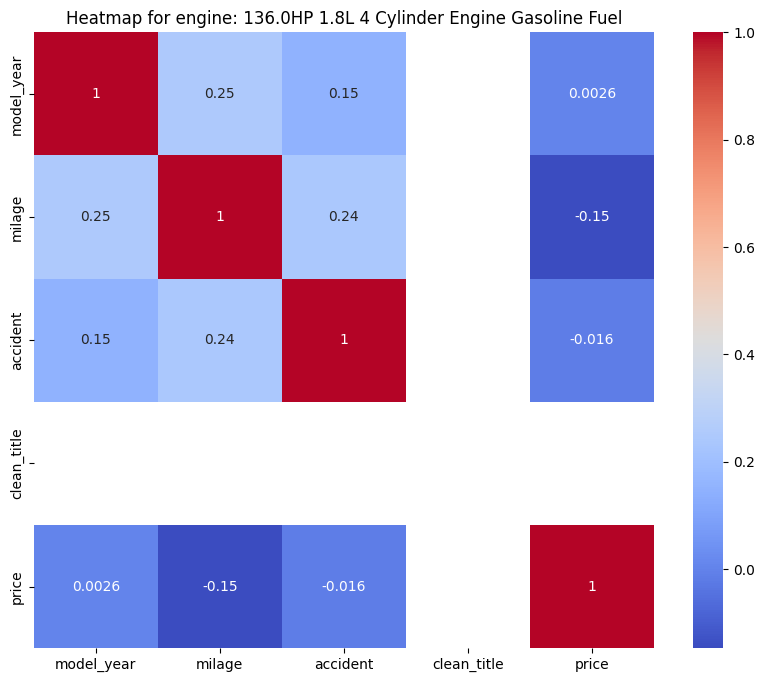 Heatmap for engine: 136.0HP 1.8L 4 Cylinder Engine Gasoline Fuel
model_year 1 0.25 0.15 0.0026
milage 0.25 1 0.24 -0.15
accident 0.15 0.24 1 -0.016
clean_title
price 0.0026 -0.15 -0.016 1
model_year milage accident clean_title price
1.0
0.8
0.6
0.4
0.2
0.0